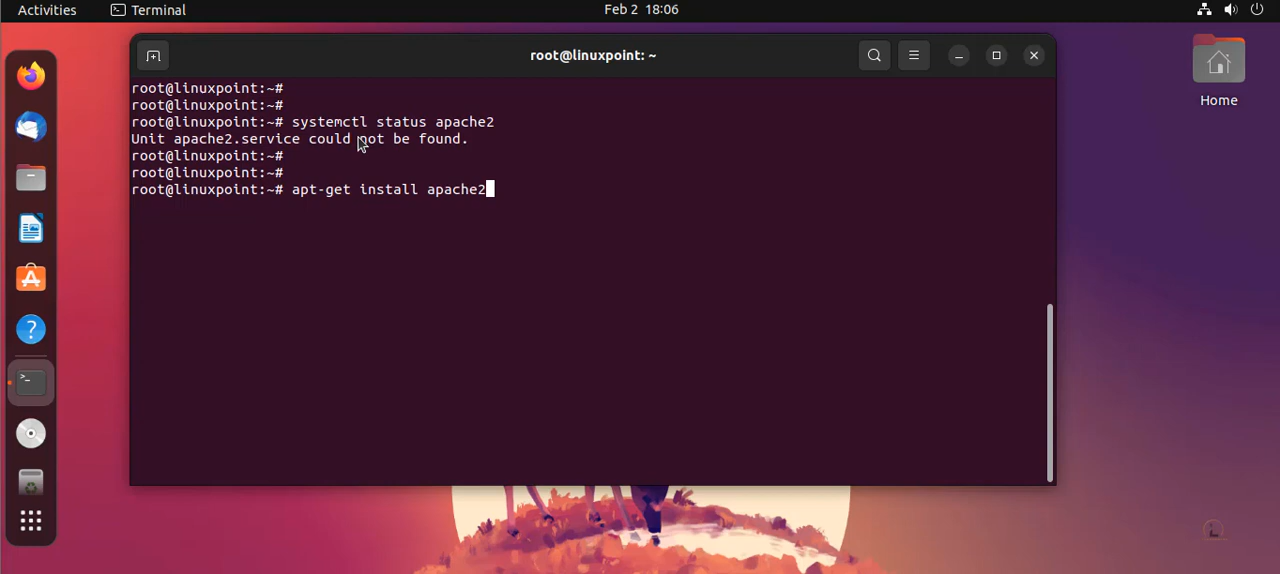 Activities Terminal Feb 2 18:06
root@linuxpoint: ~
root@linuxpoint:~#
root@linuxpoint:~#
root@linuxpoint:~# systemctl status apache2
Unit apache2.service could not be found.
root@linuxpoint:~#
root@linuxpoint:~#
root@linuxpoint:~# apt-get install apache2
Home